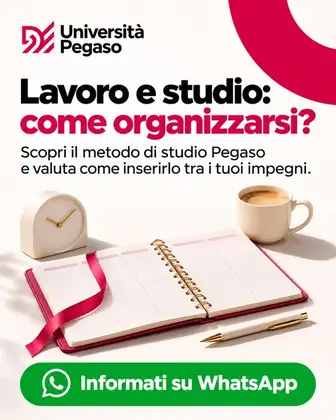 Università
Pegaso
Lavoro e studio:
come organizzarsi?
Scopri il metodo di studio Pegaso
e valuta come inserirlo tra i tuoi impegni.
Informati su WhatsApp